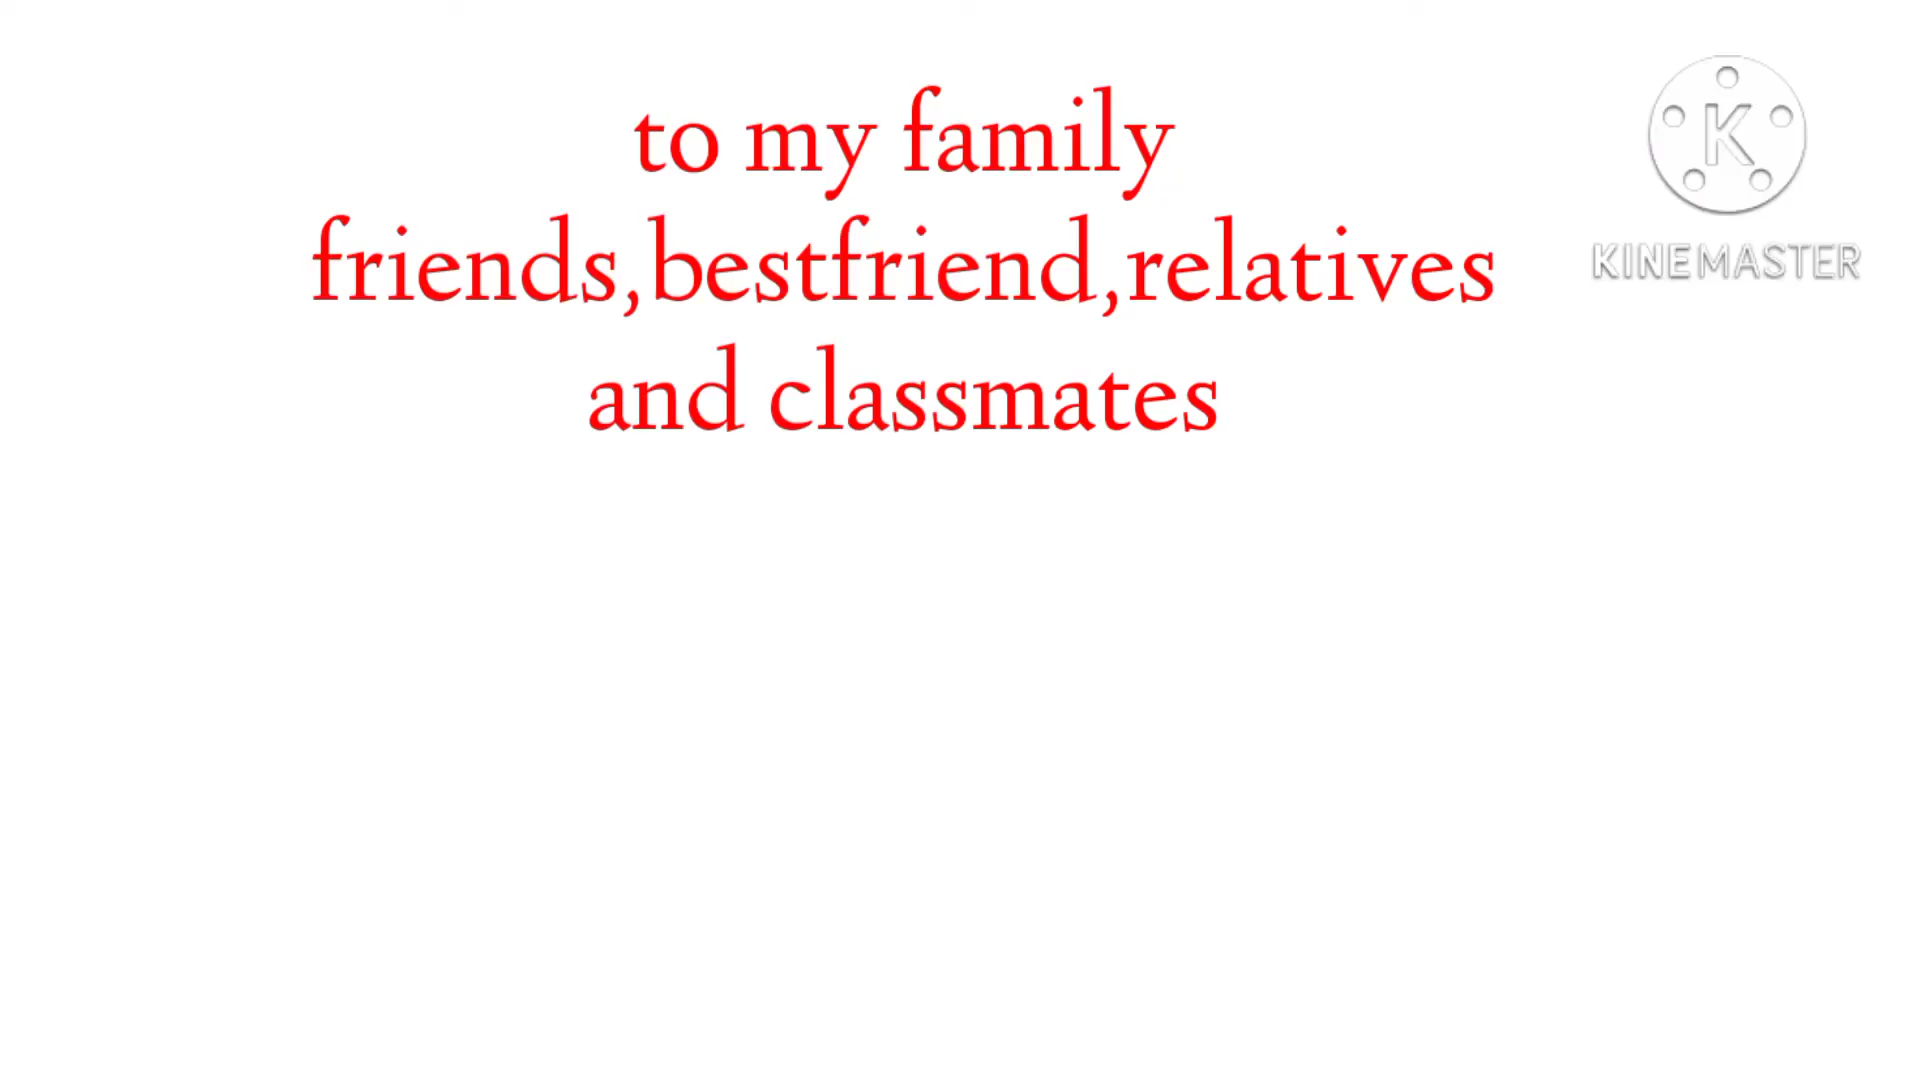 to my family
friends,bestfriend,relatives
and classmates
K
KINEMASTER